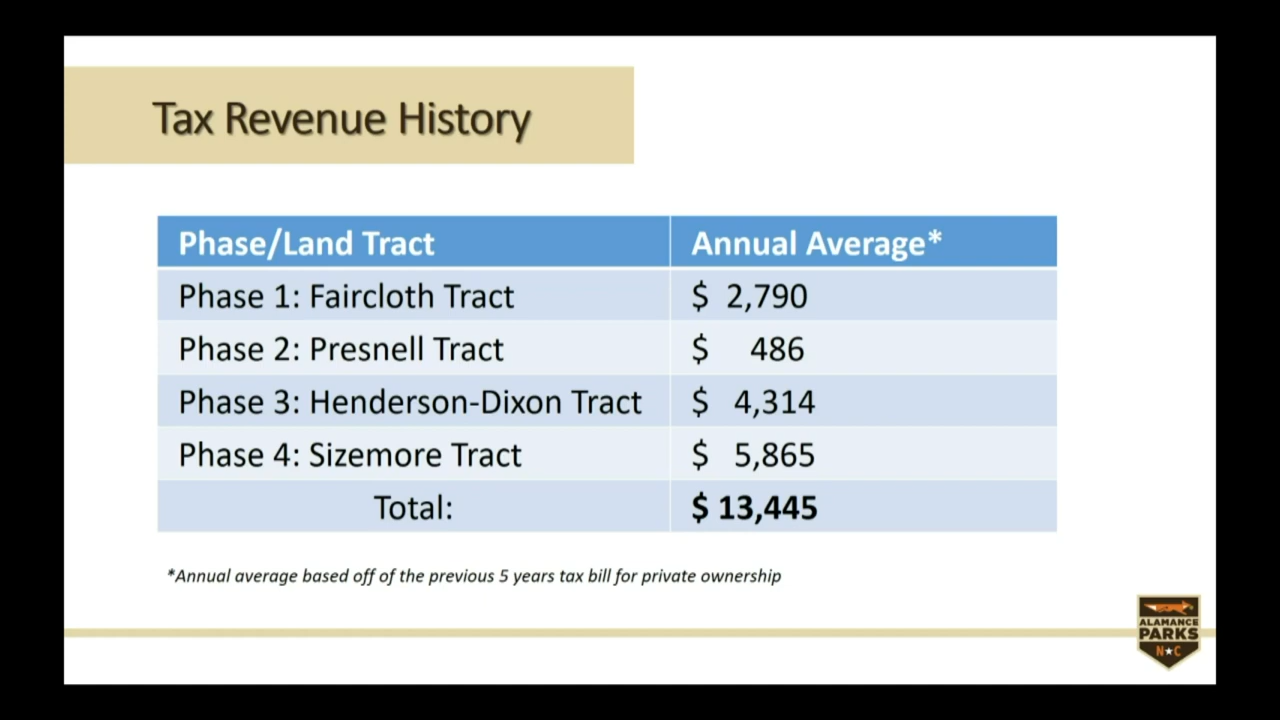 Tax Revenue History
Phase/Land Tract Annual Average*
Phase 1: Faircloth Tract $ 2,790
Phase 2: Presnell Tract $ 486
Phase 3: Henderson-Dixon Tract $ 4,314
Phase 4: Sizemore Tract $ 5,865
Total: $ 13,445
*Annual average based off of the previous 5 years tax bill for private ownership
ALAMANCE
PARKS
N★C